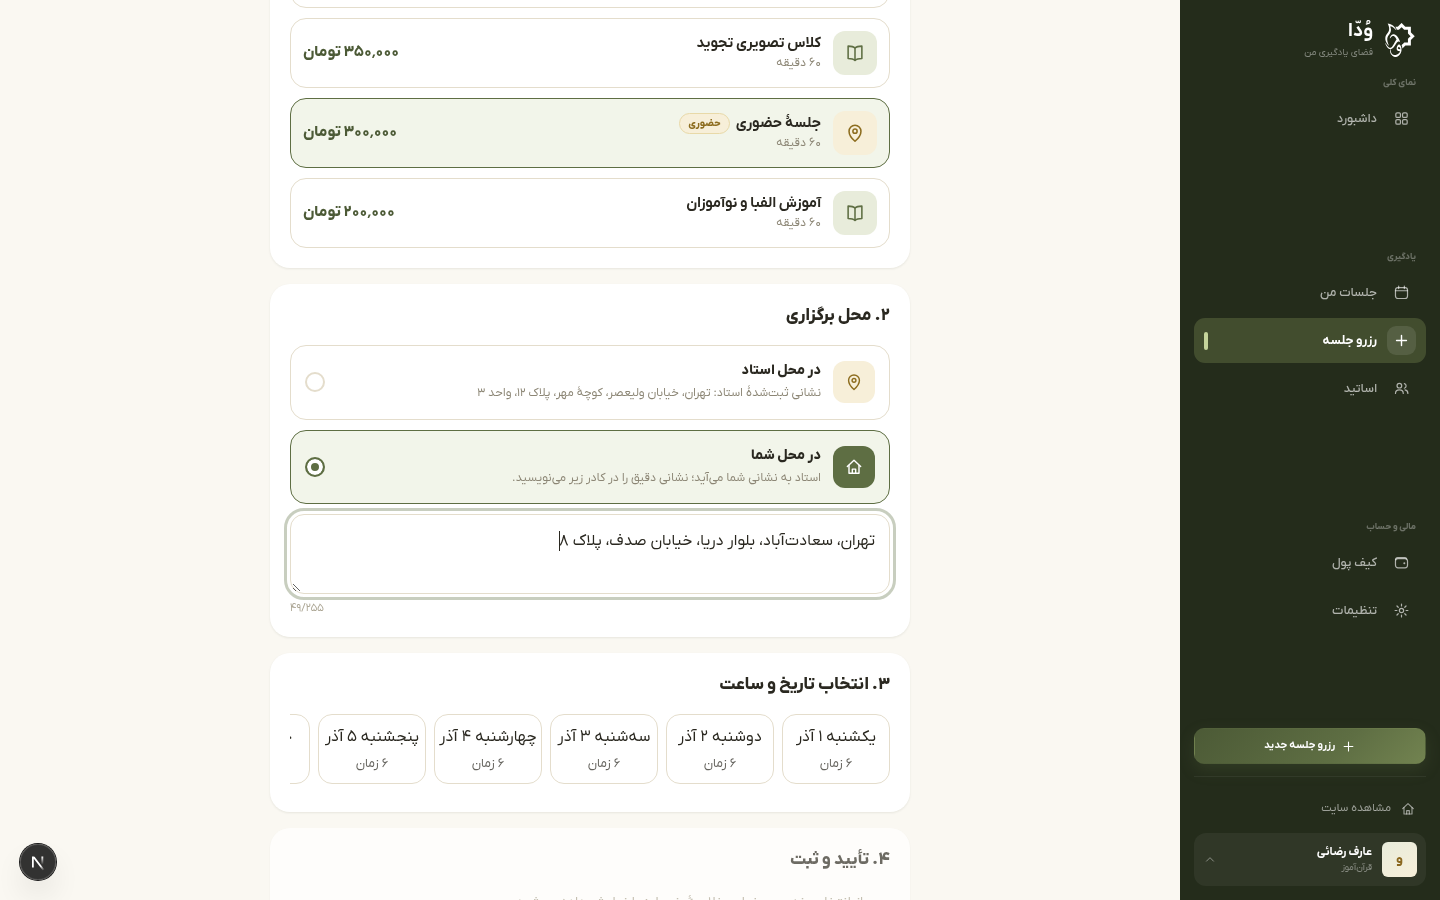 وُدّا
فضای یادگیری من
نمای کلی
داشبورد
یادگیری
جلسات من
رزرو جلسه
اساتید
مالی و حساب
کیف پول
تنظیمات
رزرو جلسه جدید
مشاهده سایت
و
عارف رضائی
قرآن‌آموز
کلاس تصویری تجوید
۶۰ دقیقه
۳۵۰٬۰۰۰ تومان
جلسهٔ حضوری
حضوری
۶۰ دقیقه
۳۰۰٬۰۰۰ تومان
آموزش الفبا و نوآموزان
۶۰ دقیقه
۲۰۰٬۰۰۰ تومان
۲. محل برگزاری
در محل استاد
نشانی ثبت‌شدهٔ استاد: تهران، خیابان ولیعصر، کوچهٔ مهر، پلاک ۱۲، واحد ۳
در محل شما
استاد به نشانی شما می‌آید؛ نشانی دقیق را در کادر زیر می‌نویسید.
تهران، سعادت‌آباد، بلوار دریا، خیابان صدف، پلاک ۸
۴۹/۲۵۵
۳. انتخاب تاریخ و ساعت
یکشنبه ۱ آذر
۶ زمان
دوشنبه ۲ آذر
۶ زمان
سه‌شنبه ۳ آذر
۶ زمان
چهارشنبه ۴ آذر
۶ زمان
پنجشنبه ۵ آذر
۶ زمان
۴. تأیید و ثبت
N